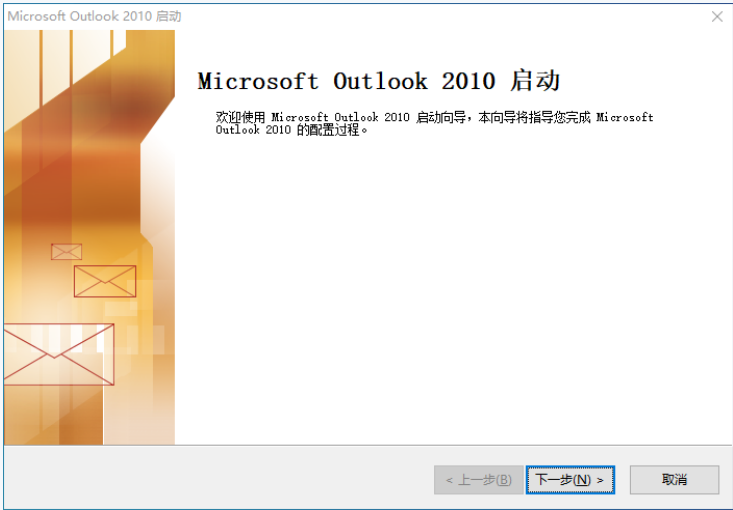 Microsoft Outlook 2010 启动
Microsoft Outlook 2010 启动
欢迎使用 Microsoft Outlook 2010 启动向导，本向导将指导您完成 Microsoft
Outlook 2010 的配置过程。
< 上一步(B)
下一步(N) >
取消